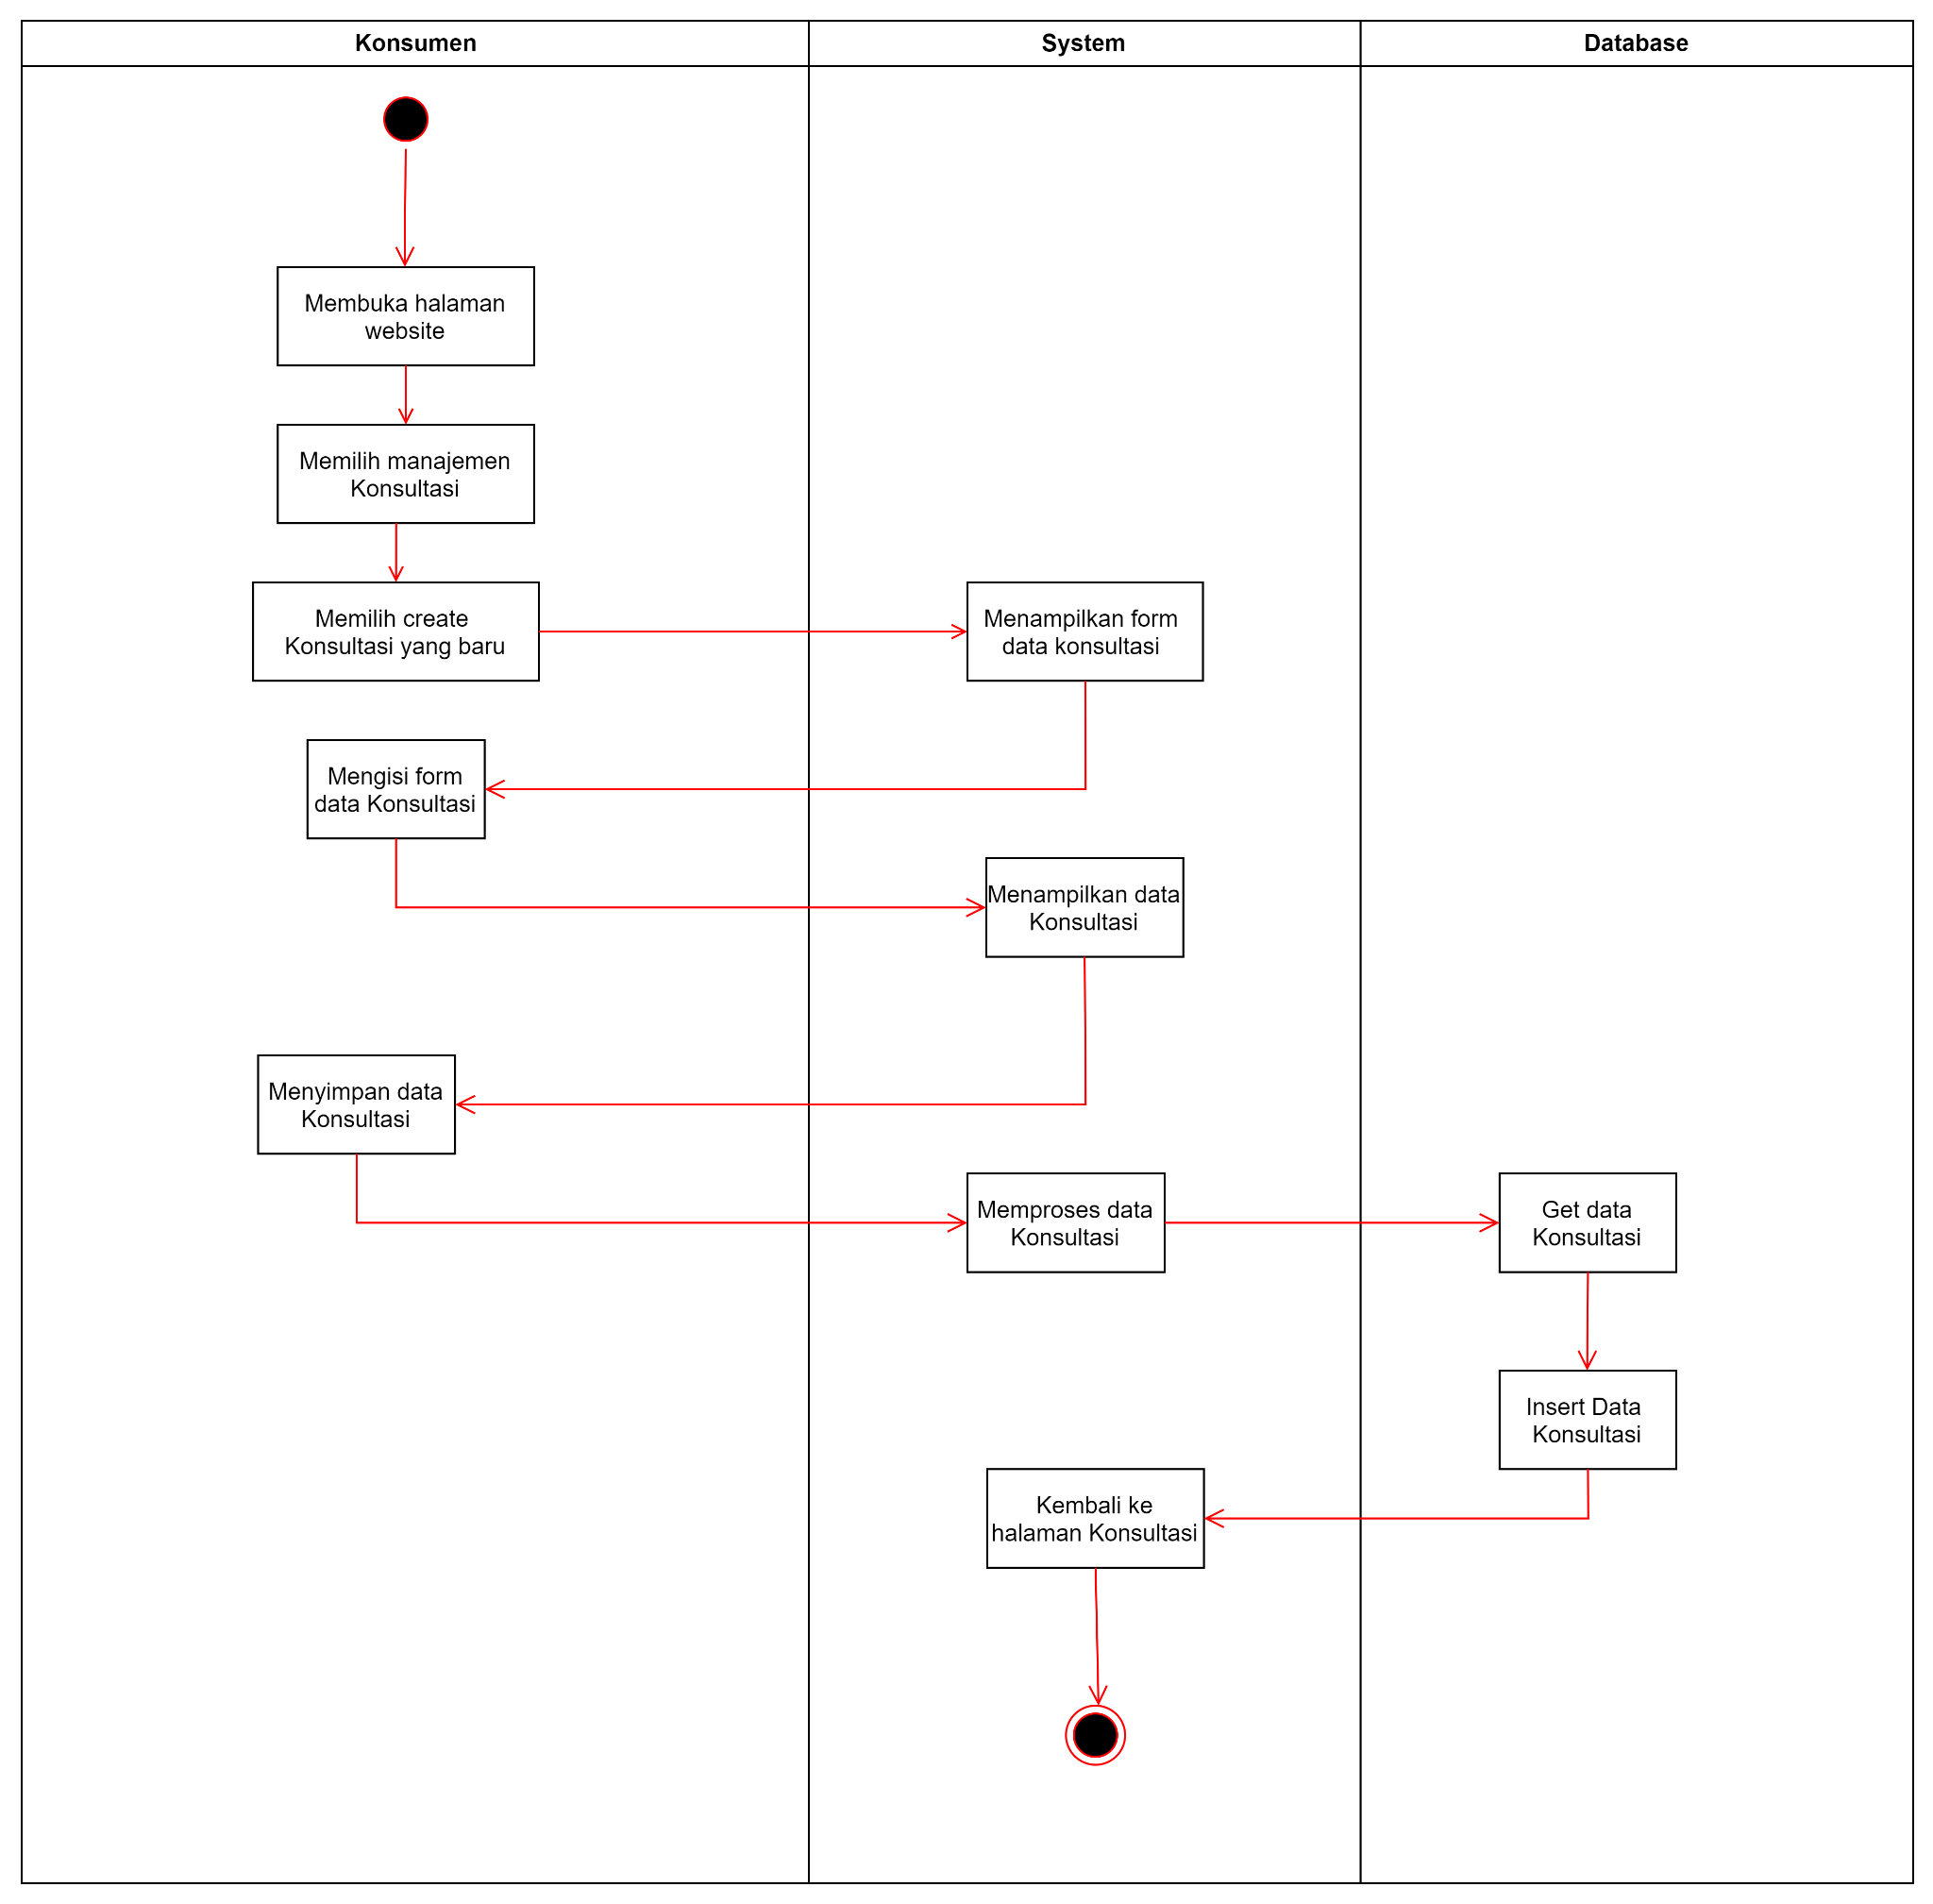 Konsumen
System
Database
Membuka halaman
website
Memilih manajemen
Konsultasi
Memilih create
Konsultasi yang baru
Menampilkan form
data konsultasi
Mengisi form
data Konsultasi
Menampilkan data
Konsultasi
Menyimpan data
Konsultasi
Memproses data
Konsultasi
Get data
Konsultasi
Insert Data
Konsultasi
Kembali ke
halaman Konsultasi